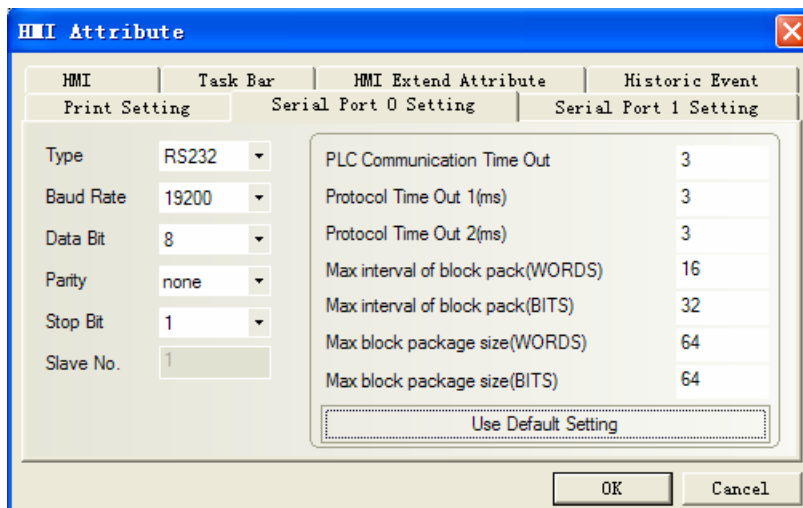 HMI Attribute
HMI Task Bar HMI Extend Attribute Historic Event
Print Setting Serial Port 0 Setting Serial Port 1 Setting
Type RS232 PLC Communication Time Out 3
Baud Rate 19200 Protocol Time Out 1(ms) 3
Data Bit 8 Protocol Time Out 2(ms) 3
Parity none Max interval of block pack(WORDS) 16
Stop Bit 1 Max interval of block pack(BITS) 32
Slave No. 1 Max block package size(WORDS) 64
Max block package size(BITS) 64
Use Default Setting
OK Cancel